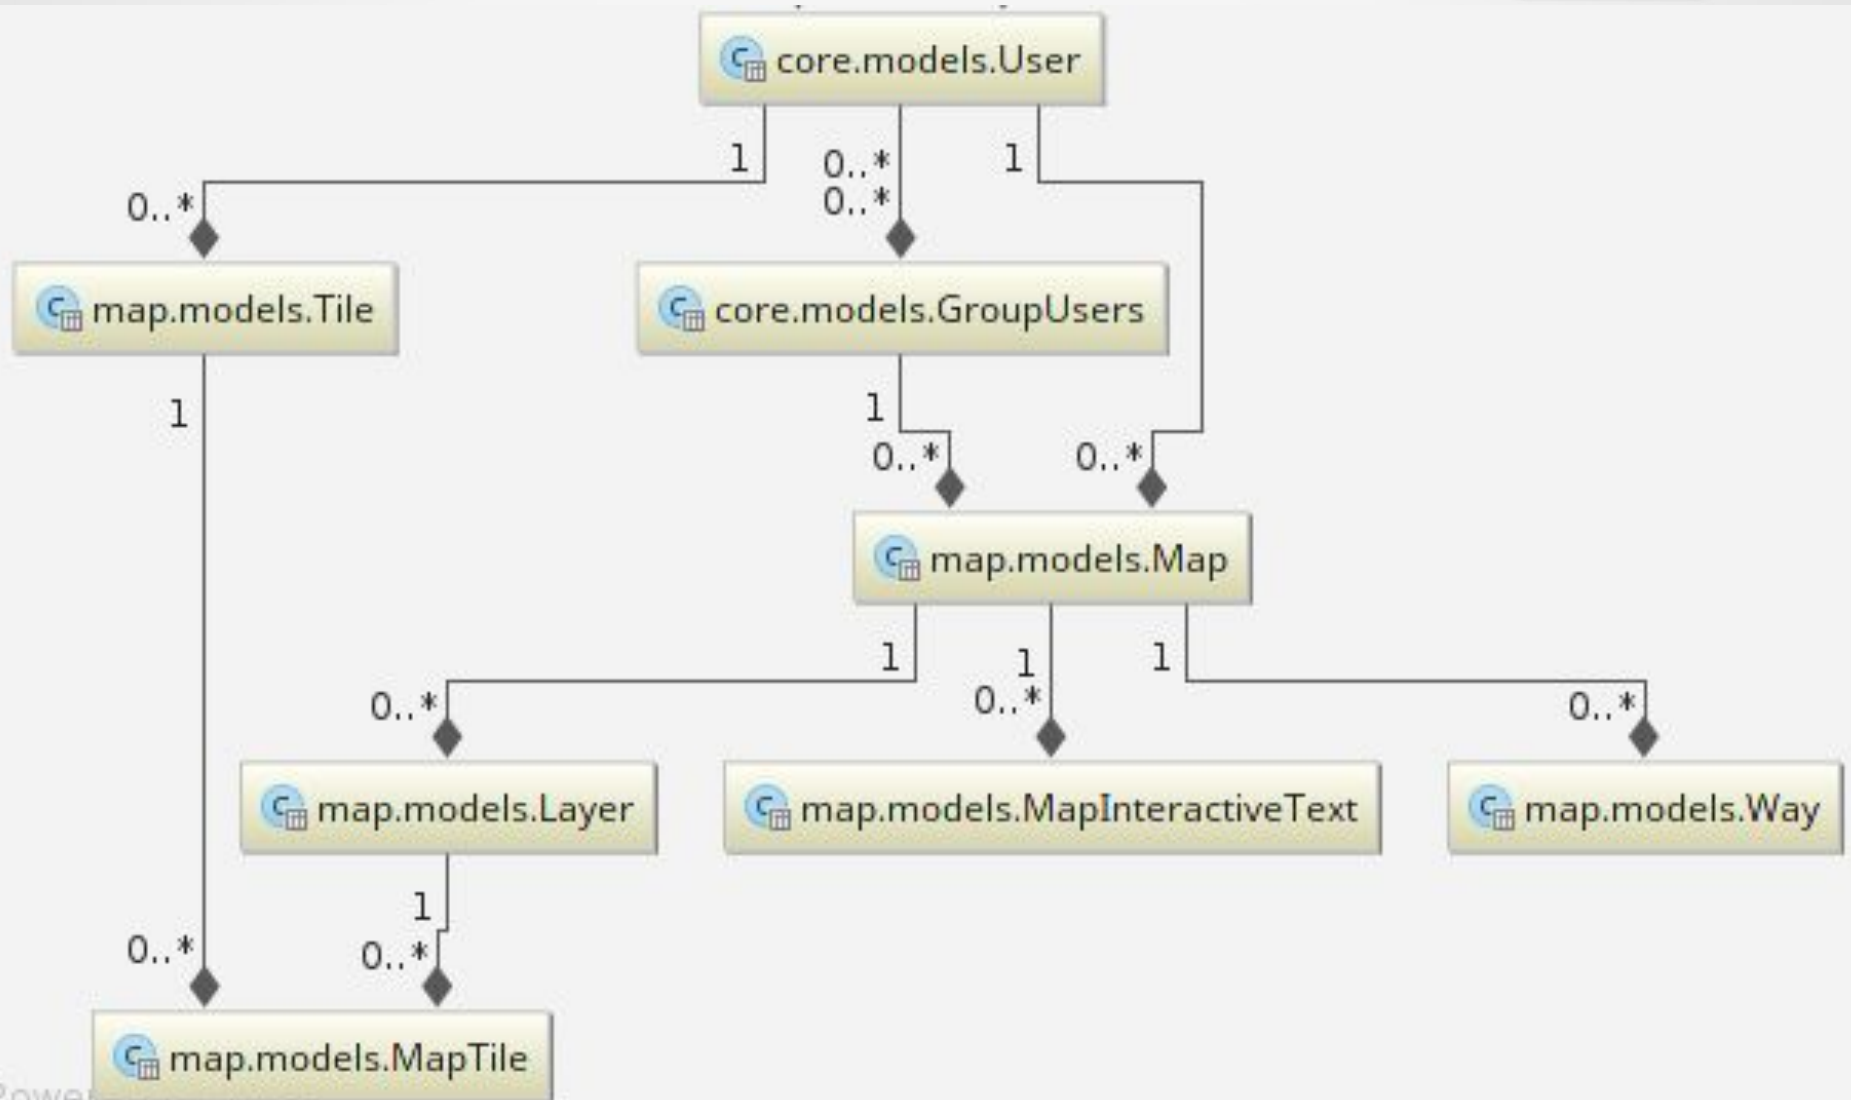 core.models.User
1
0..*
1
0..*
0..*
map.models.Tile
core.models.GroupUsers
1
1
0..*
0..*
map.models.Map
1
1
1
0..*
0..*
0..*
map.models.Layer
map.models.MapInteractiveText
map.models.Way
1
0..*
0..*
map.models.MapTile